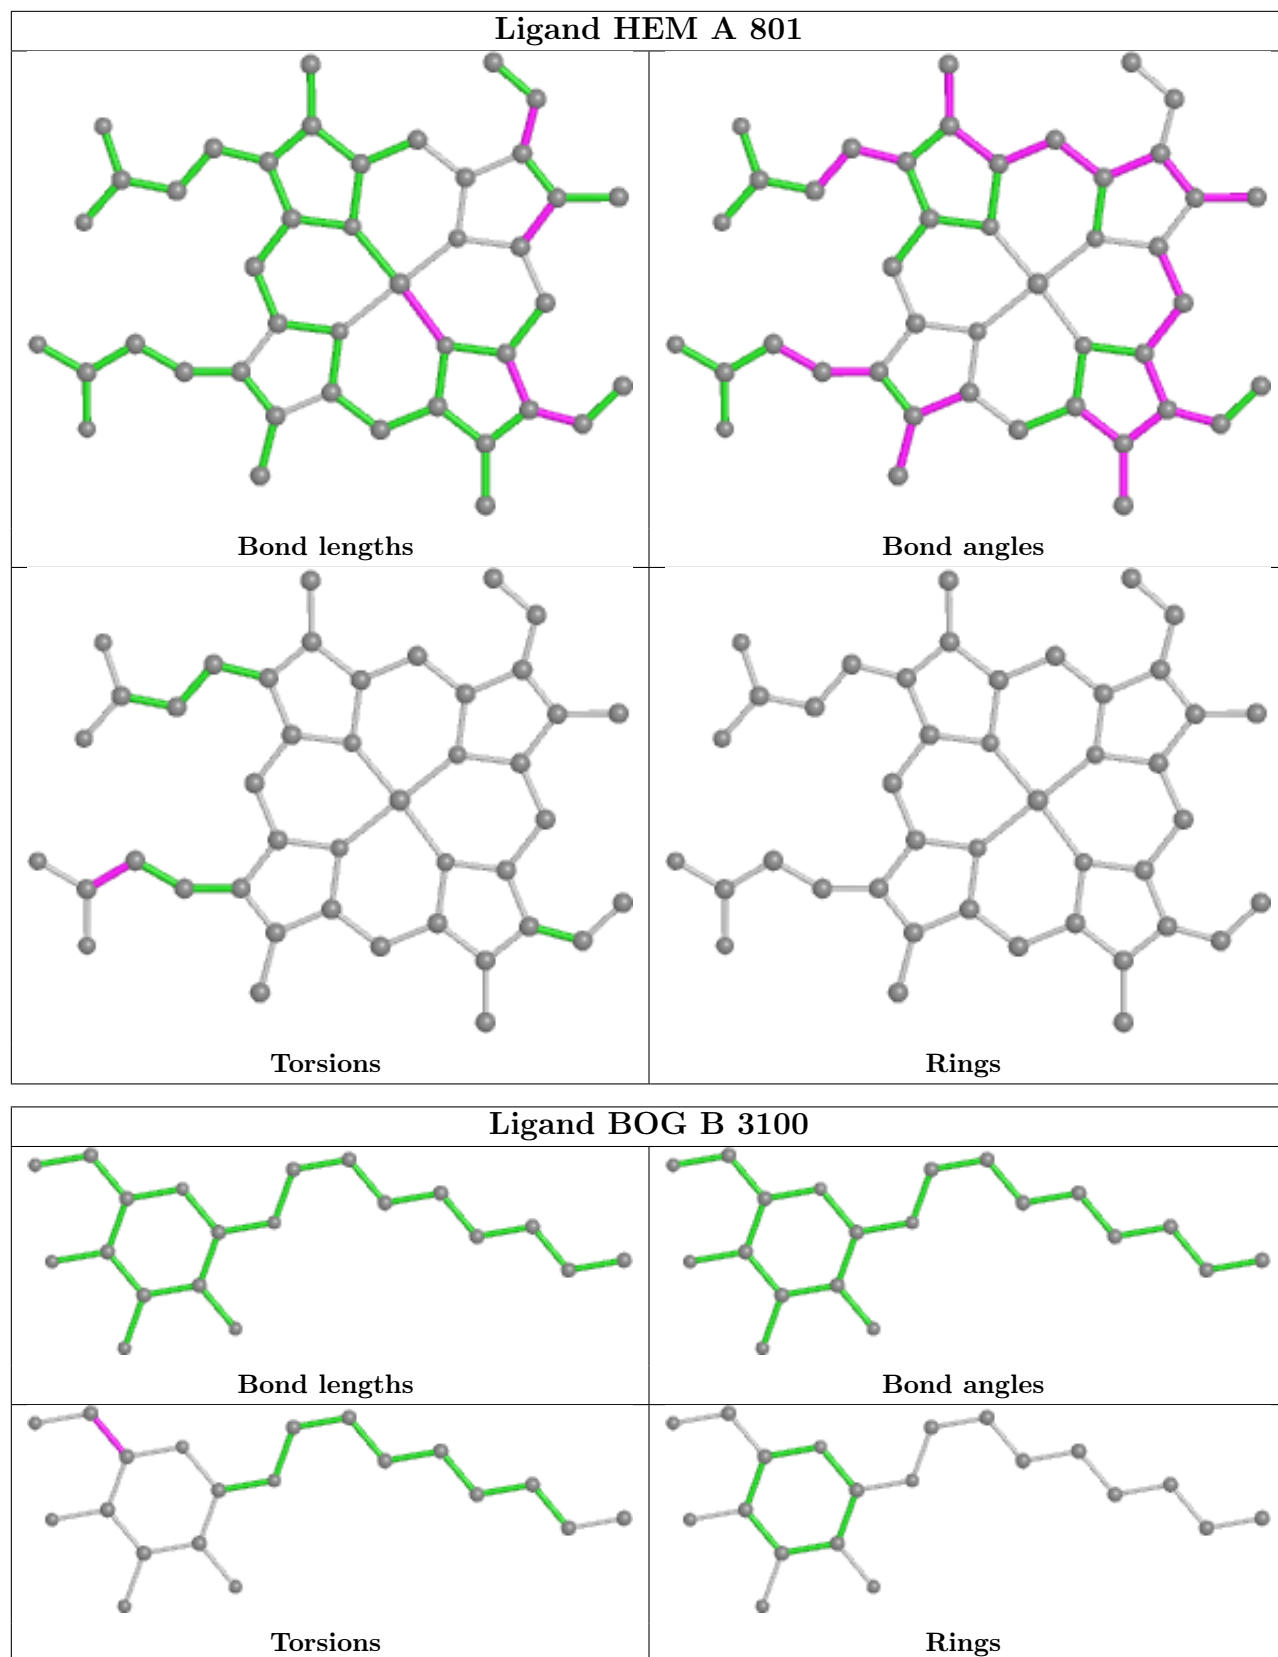 Ligand HEM A 801
Bond lengths
Bond angles
Torsions
Rings
Ligand BOG B 3100
Bond lengths
Bond angles
Torsions
Rings